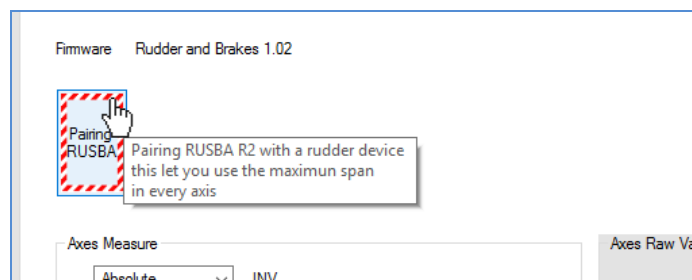 Firmware Rudder and Brakes 1.02
Pairing
RUSBA
Pairing RUSBA R2 with a rudder device
this let you use the maximun span
in every axis
Axes Measure
Axes Raw Va
Absolute
INV